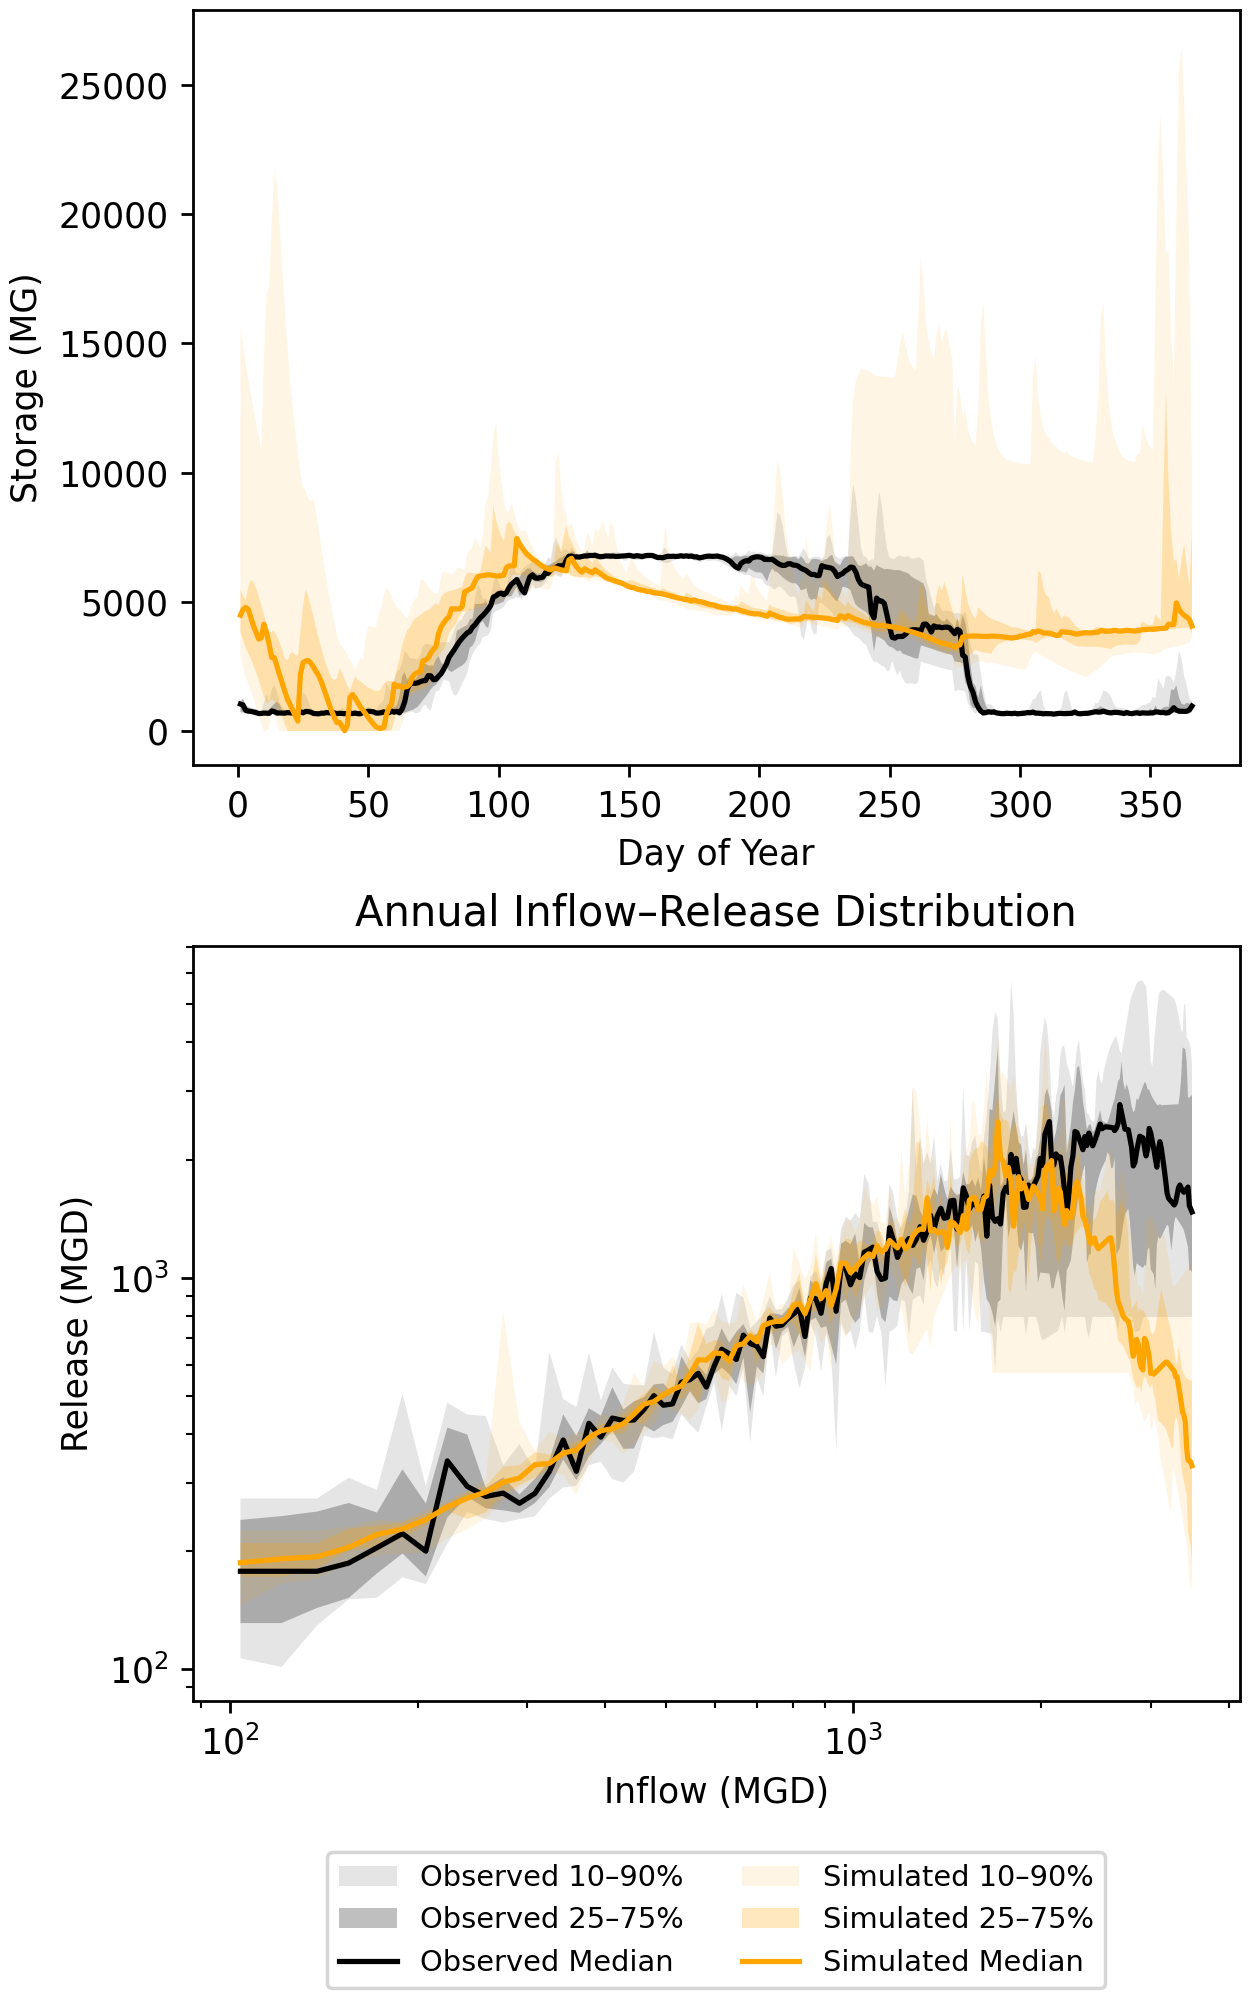 25000
20000
15000
10000
5000
0
Storage (MG)
0 50 100 150 200 250 300 350
Day of Year
Annual Inflow–Release Distribution
10³
10²
Release (MGD)
10² 10³
Inflow (MGD)
Observed 10–90% Simulated 10–90%
Observed 25–75% Simulated 25–75%
Observed Median Simulated Median